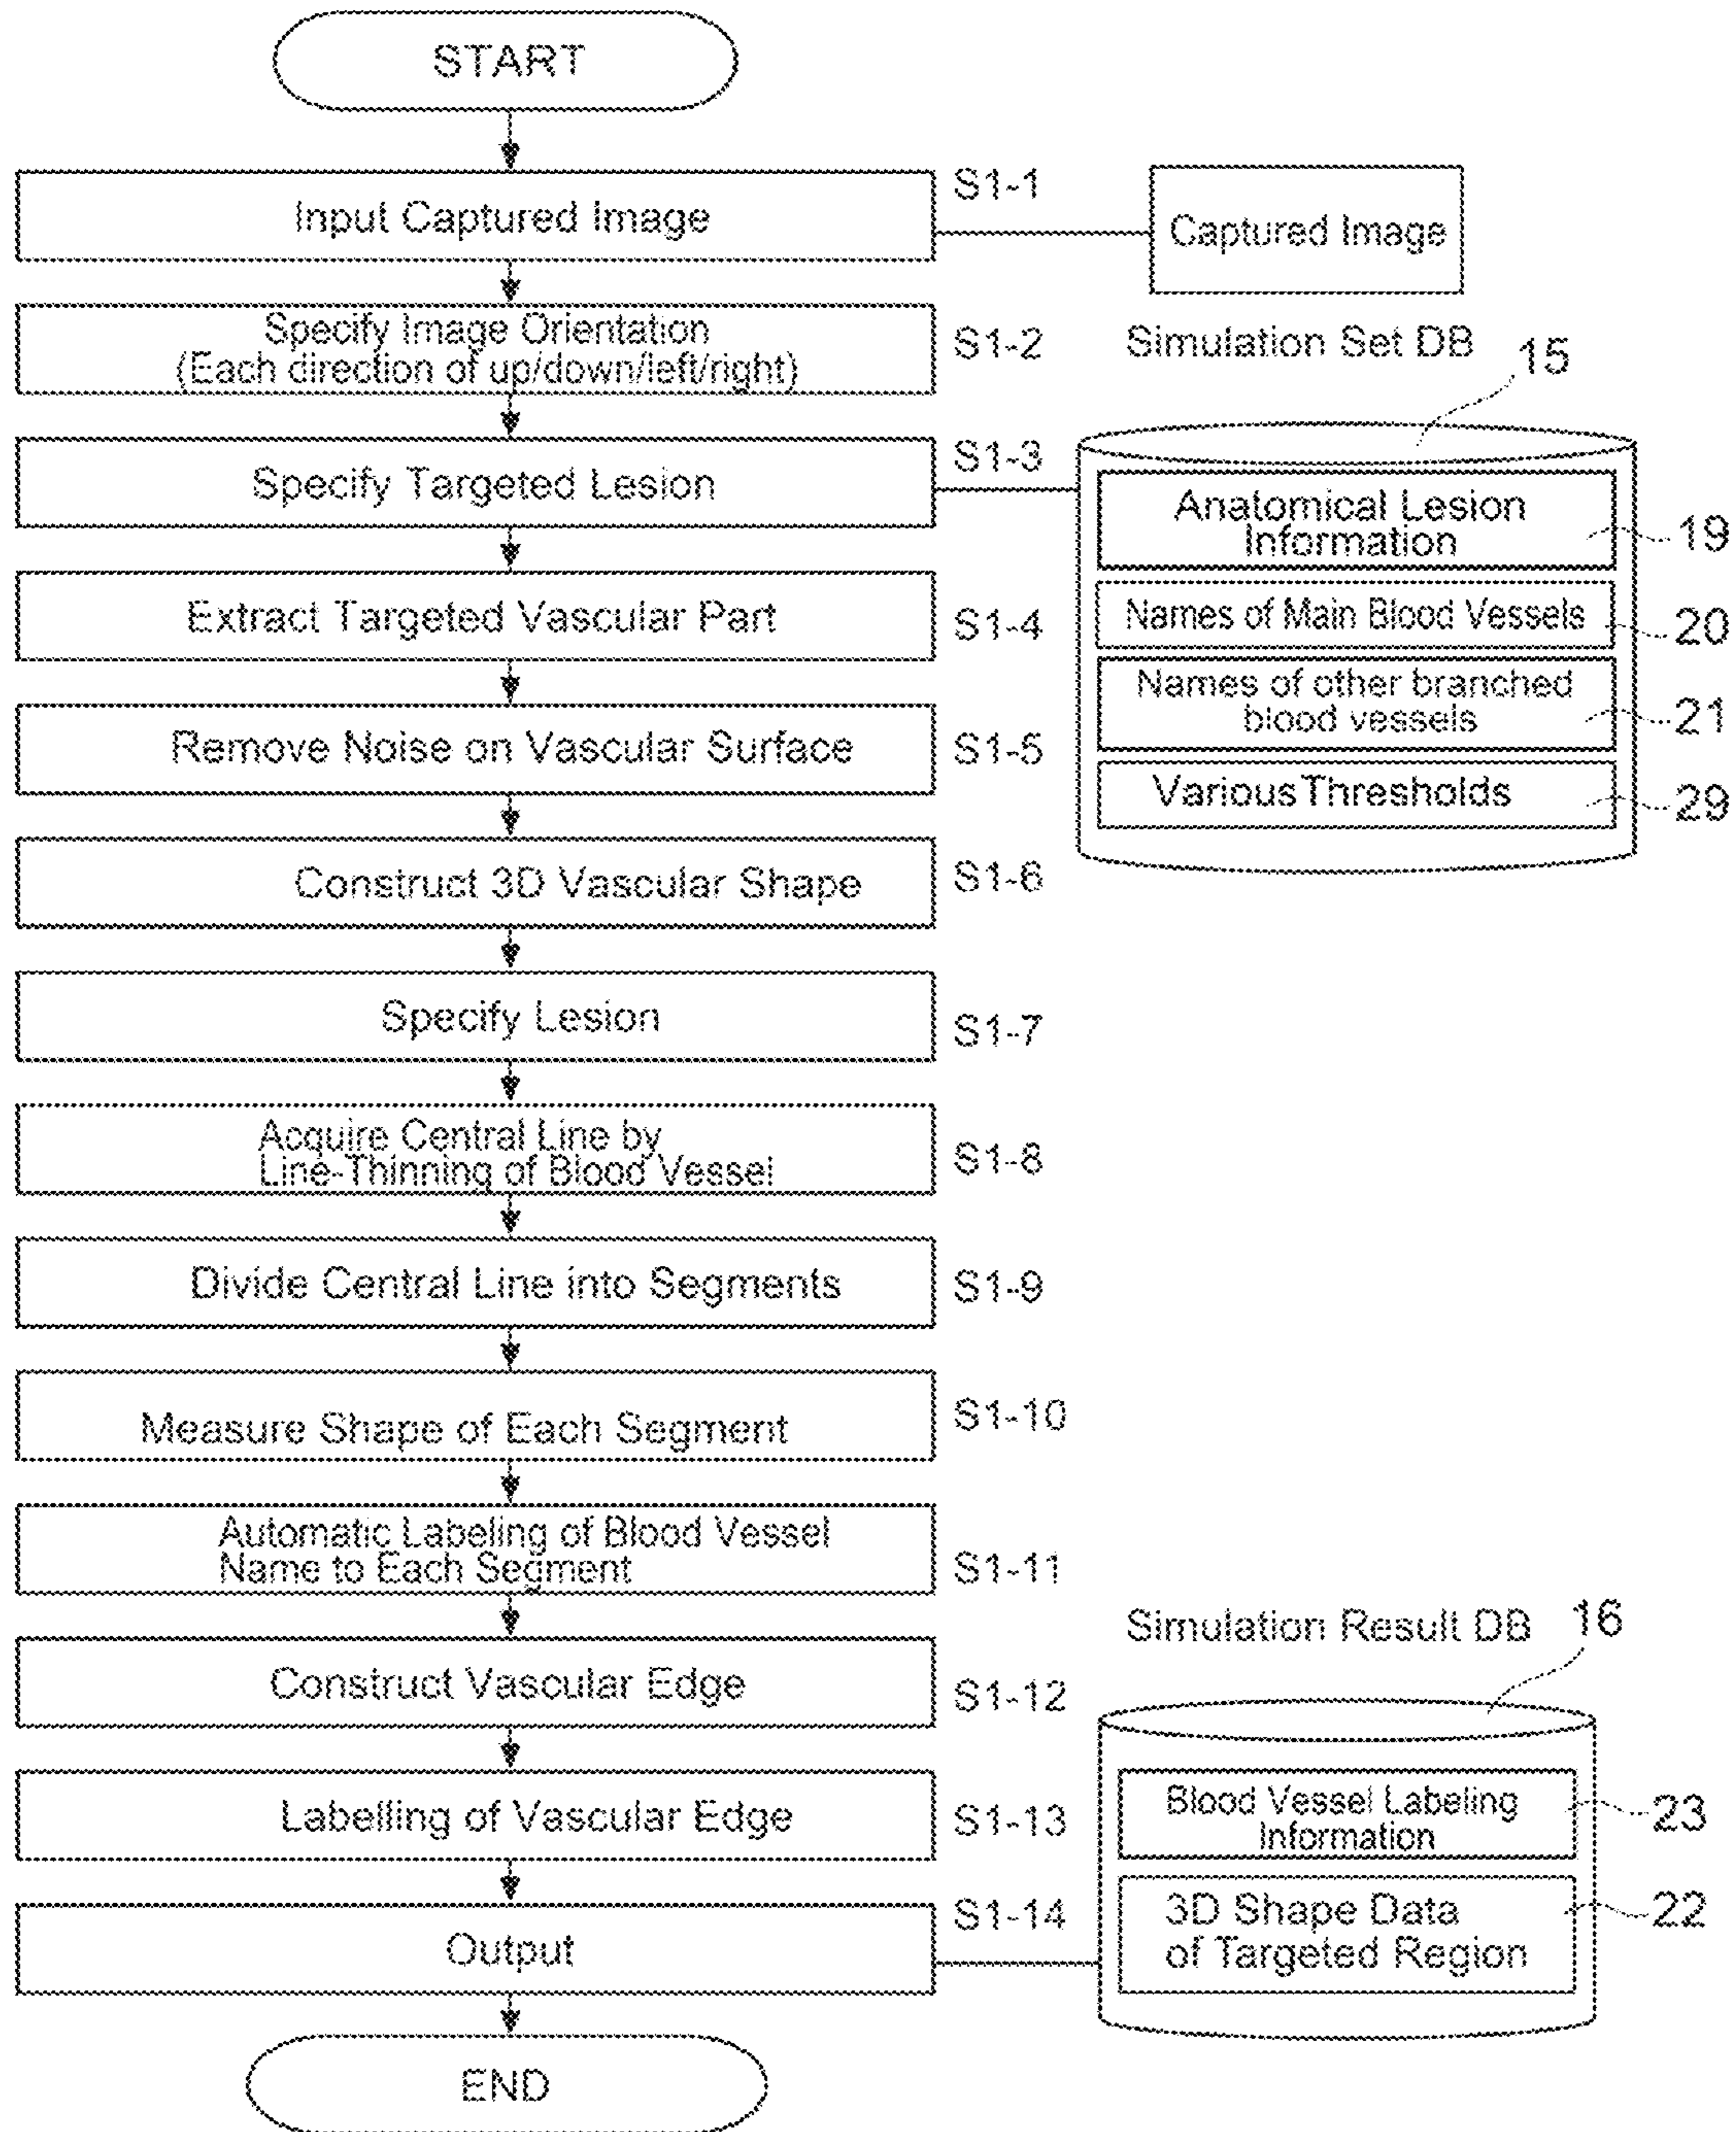 START
Input Captured Image
S1-1
Captured Image
Specify Image Orientation
(Each direction of up/down/left/right)
S1-2
Simulation Set DB
15
Specify Targeted Lesion
S1-3
Anatomical Lesion
Information
19
Extract Targeted Vascular Part
S1-4
Names of Main Blood Vessels
20
Names of other branched
blood vessels
21
Remove Noise on Vascular Surface
S1-5
Various Thresholds
29
Construct 3D Vascular Shape
S1-6
Specify Lesion
S1-7
Acquire Central Line by
Line-Thinning of Blood Vessel
S1-8
Divide Central Line into Segments
S1-9
Measure Shape of Each Segment
S1-10
Automatic Labeling of Blood Vessel
Name to Each Segment
S1-11
Simulation Result DB
16
Construct Vascular Edge
S1-12
Labelling of Vascular Edge
S1-13
Blood Vessel Labeling
Information
23
Output
S1-14
3D Shape Data
of Targeted Region
22
END